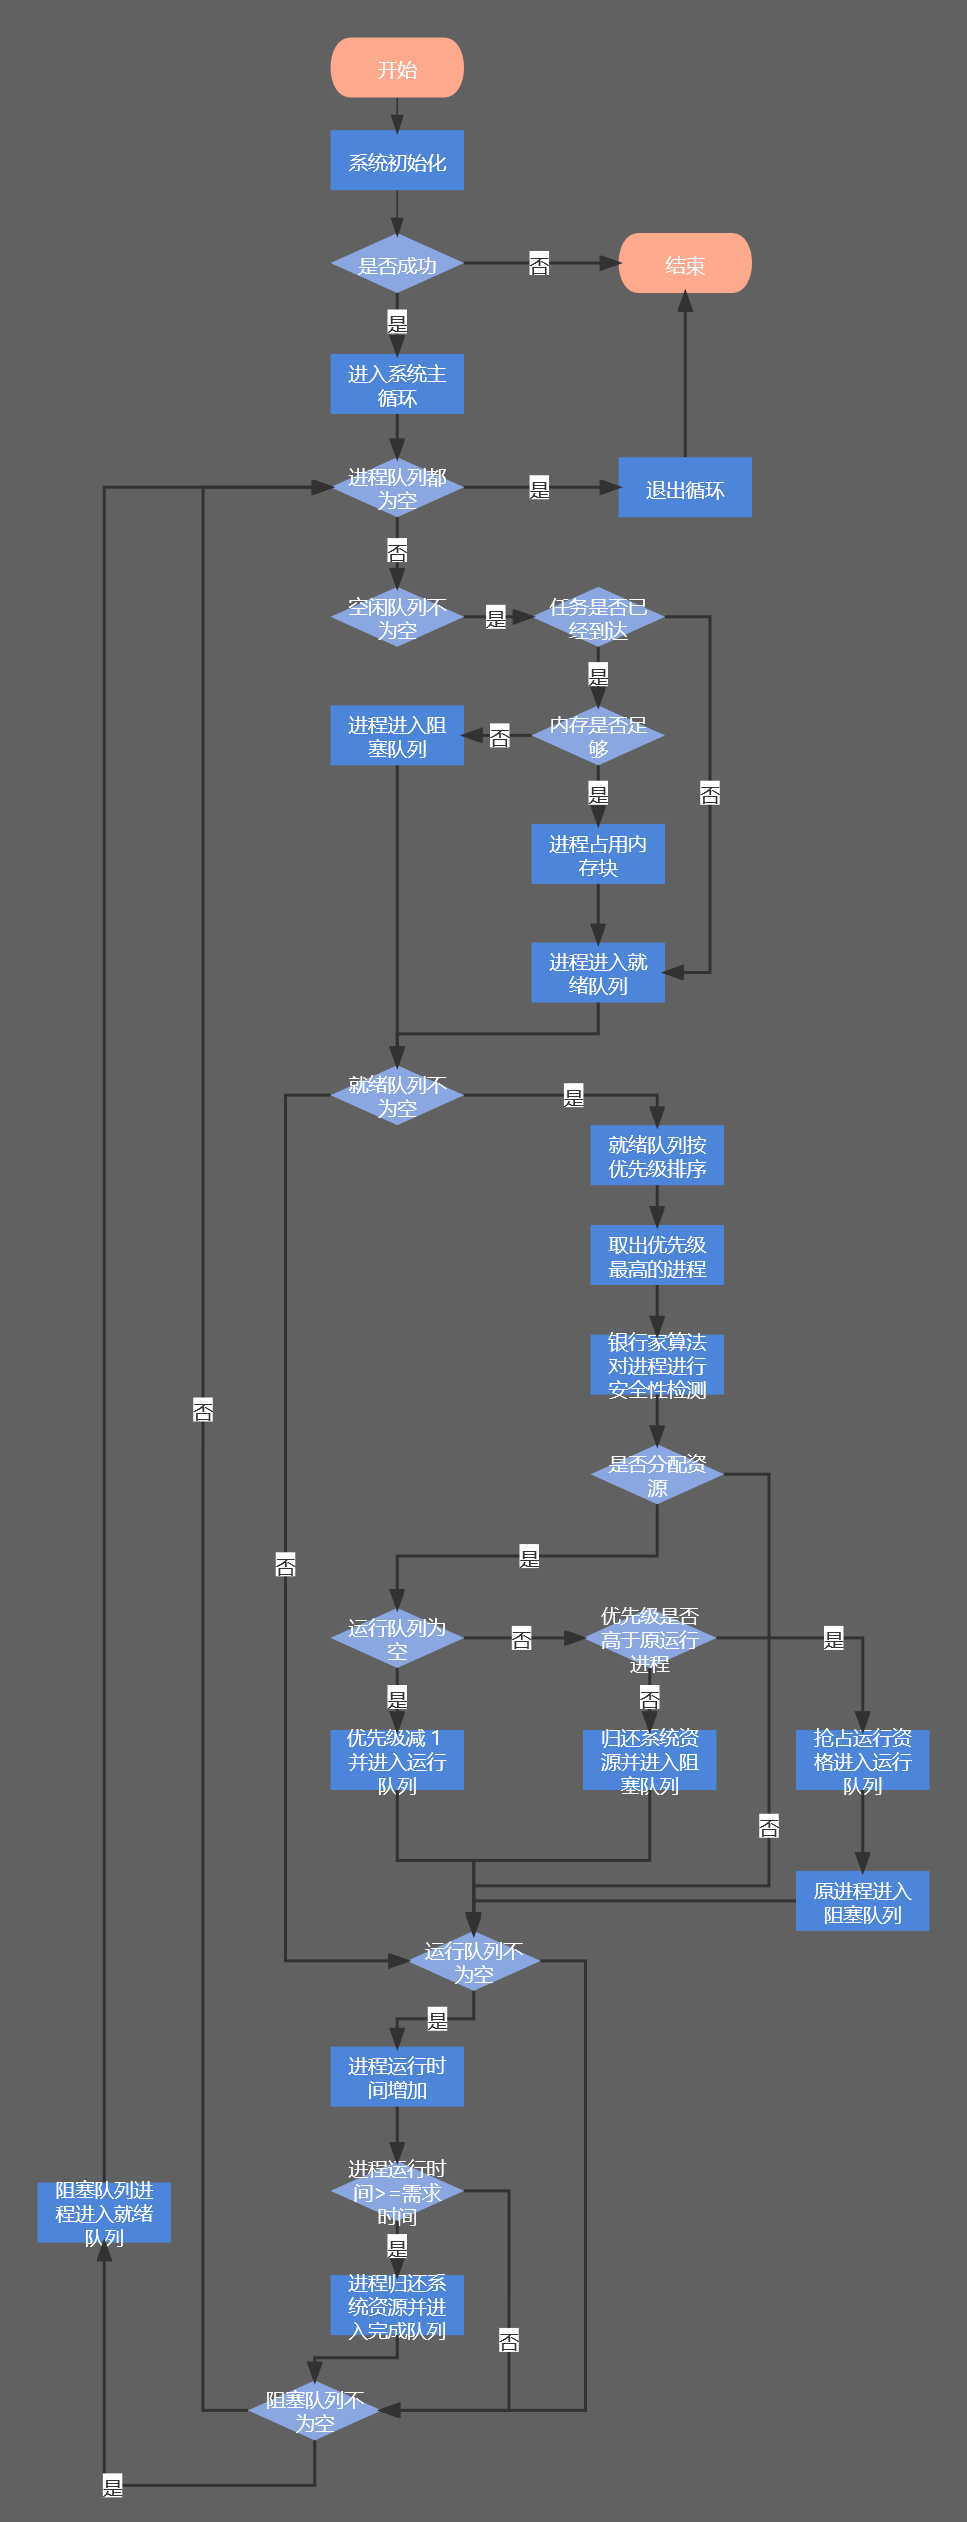 开始
系统初始化
是否成功
否
结束
是
进入系统主
循环
进程队列都
为空
是
退出循环
否
空闲队列不
为空
是
任务是否已
经到达
是
进程进入阻
塞队列
否
内存是否足
够
是
否
进程占用内
存块
进程进入就
绪队列
就绪队列不
为空
是
就绪队列按
优先级排序
取出优先级
最高的进程
银行家算法
对进程进行
安全性检测
否
是否分配资
源
是
否
运行队列为
空
否
优先级是否
高于原运行
进程
是
是
否
优先级减 1
并进入运行
队列
归还系统资
源并进入阻
塞队列
抢占运行资
格进入运行
队列
否
原进程进入
阻塞队列
运行队列不
为空
是
进程运行时
间增加
进程运行时
间>=需求
时间
阻塞队列进
程进入就绪
队列
是
进程归还系
统资源并进
入完成队列
否
阻塞队列不
为空
是